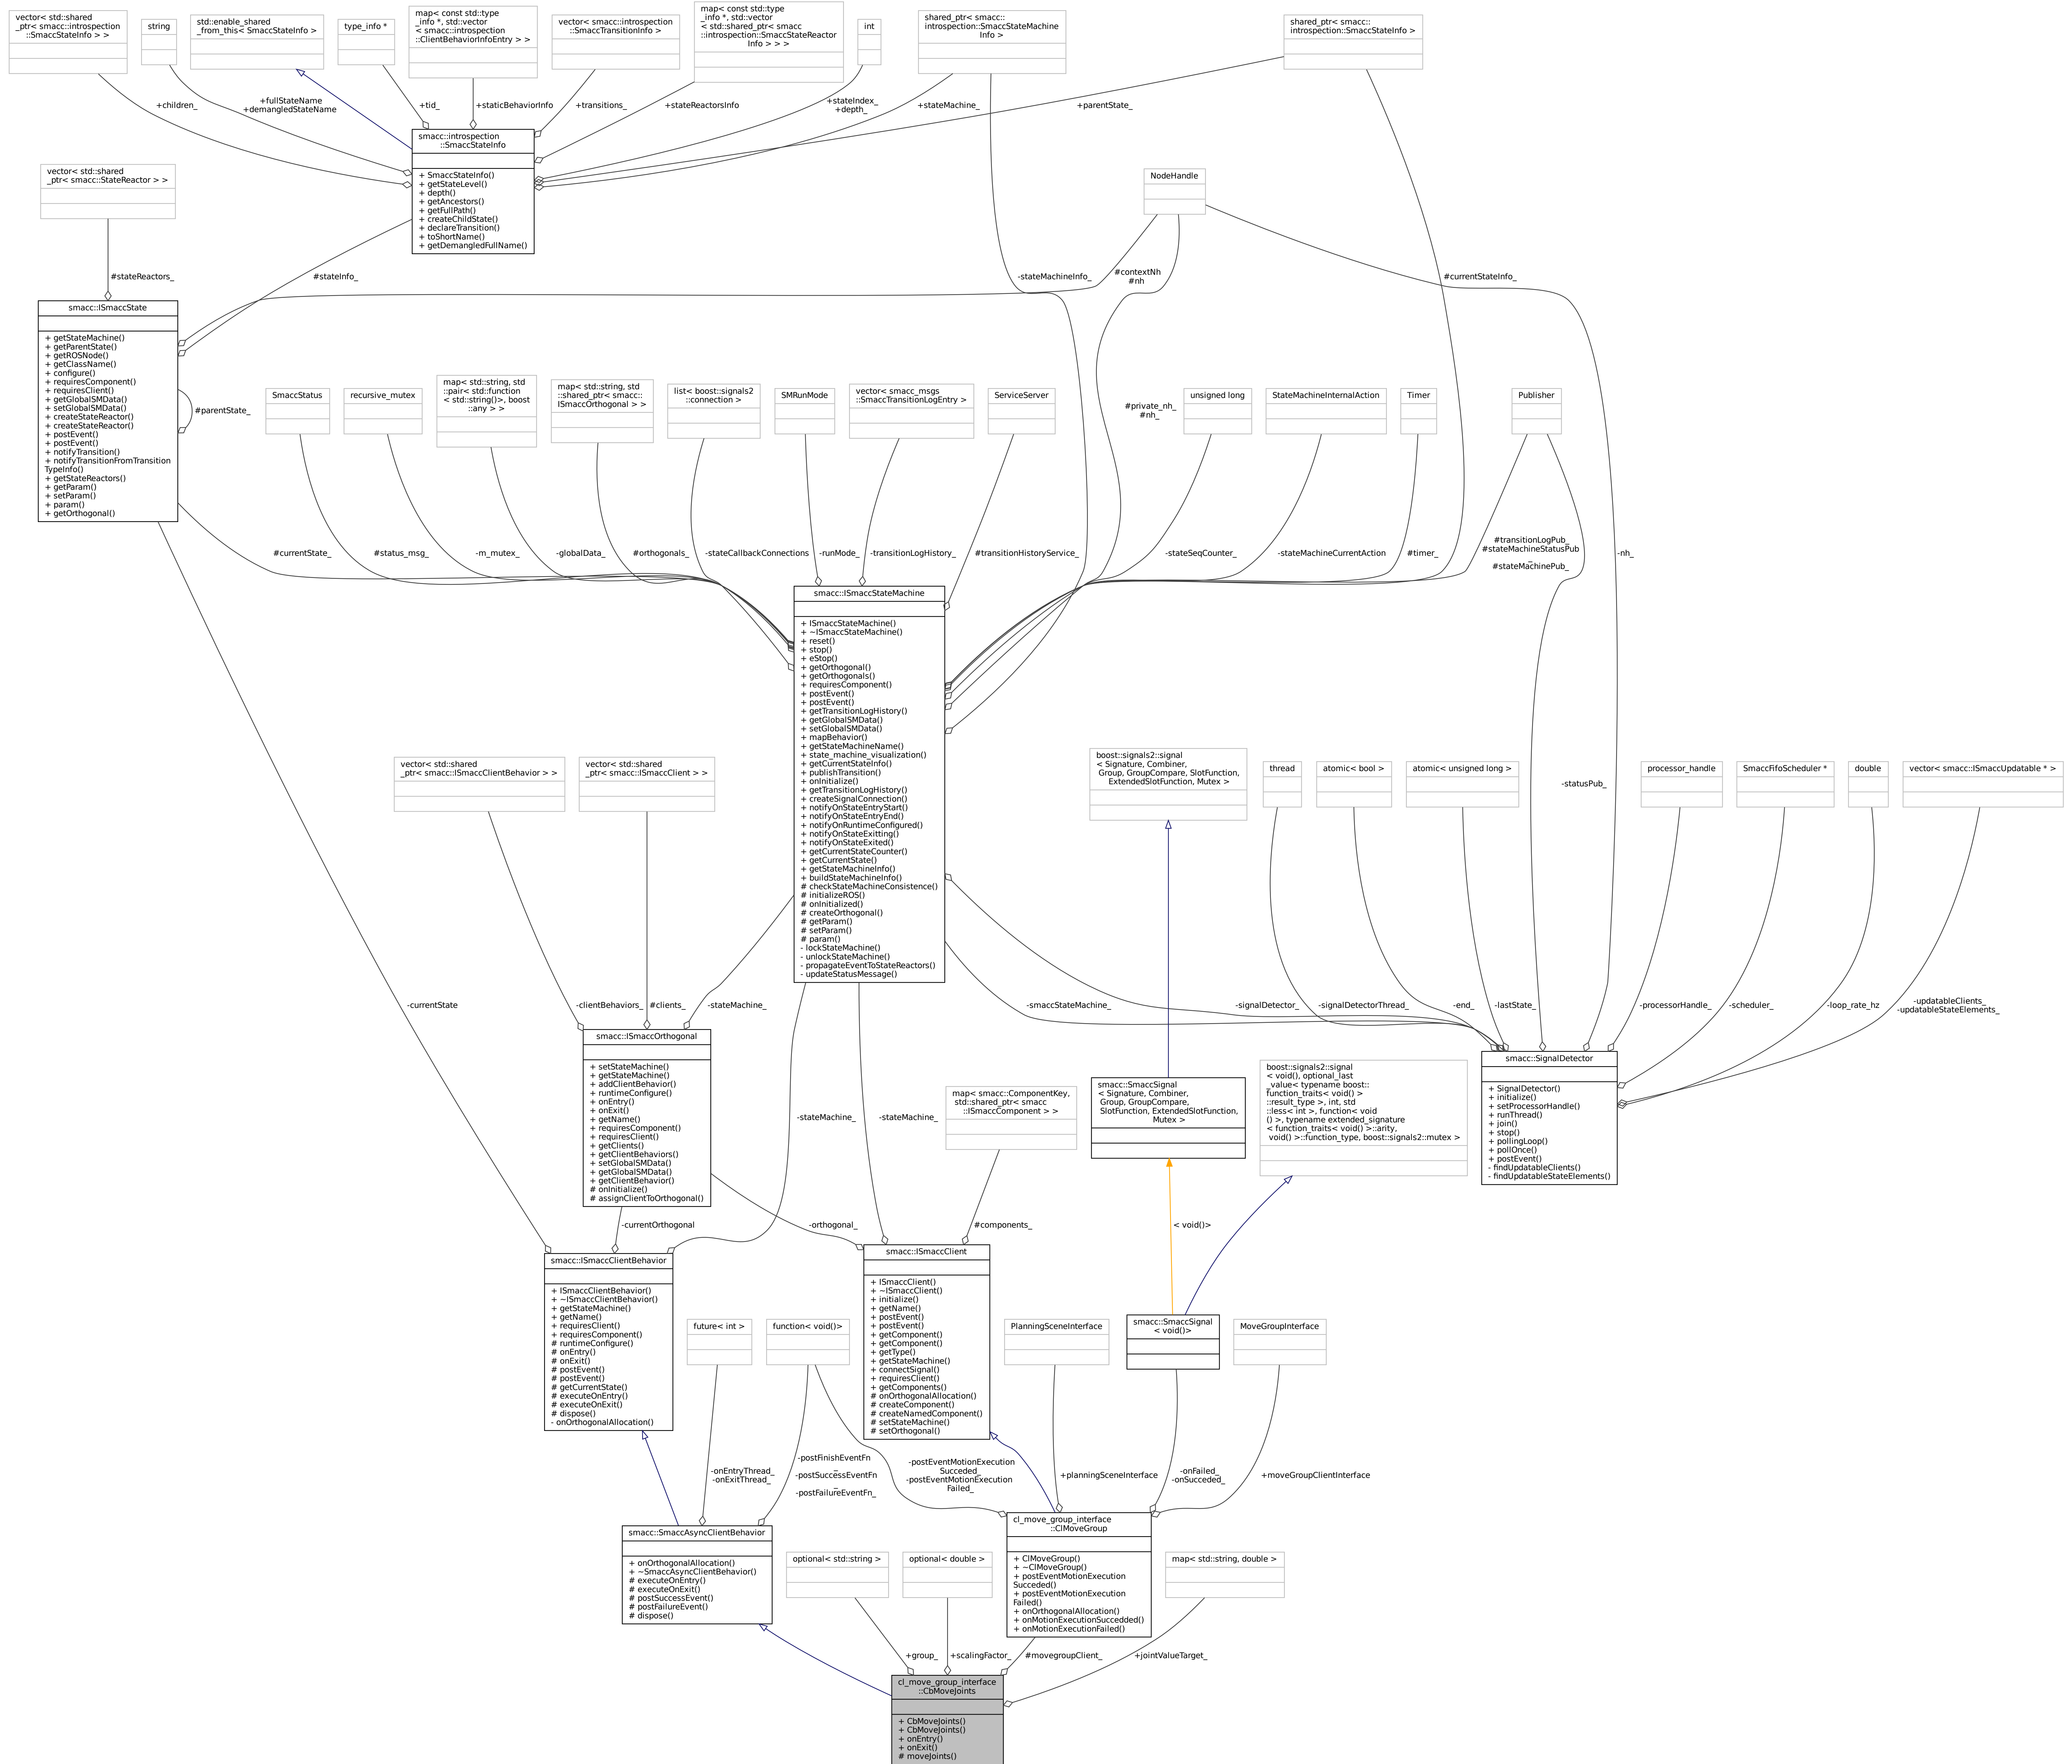 vector< std::shared
_ptr< smacc::introspection
::SmaccStateInfo > >
string
std::enable_shared
_from_this< SmaccStateInfo >
type_info *
map< const std::type
_info *, std::vector
< smacc::introspection
::ClientBehaviorInfoEntry > >
vector< smacc::introspection
::SmaccTransitionInfo >
map< const std::type
_info *, std::vector
< std::shared_ptr< smacc
::introspection::SmaccStateReactor
Info > > >
int
shared_ptr< smacc::
introspection::SmaccStateMachine
Info >
shared_ptr< smacc::
introspection::SmaccStateInfo >
+children_
+fullStateName
+demangledStateName
+tid_
+staticBehaviorInfo
+transitions_
+stateReactorsInfo
+stateIndex_
+depth_
+stateMachine_
+parentState_
smacc::introspection
::SmaccStateInfo
+ SmaccStateInfo()
+ getStateLevel()
+ depth()
+ getAncestors()
+ getFullPath()
+ createChildState()
+ declareTransition()
+ toShortName()
+ getDemangledFullName()
vector< std::shared
_ptr< smacc::StateReactor > >
NodeHandle
#stateReactors_
#stateInfo_
-stateMachineInfo_
#contextNh
#nh
#currentStateInfo_
smacc::ISmaccState
+ getStateMachine()
+ getParentState()
+ getROSNode()
+ getClassName()
+ configure()
+ requiresComponent()
+ requiresClient()
+ getGlobalSMData()
+ setGlobalSMData()
+ createStateReactor()
+ createStateReactor()
+ postEvent()
+ postEvent()
+ notifyTransition()
+ notifyTransitionFromTransition
TypeInfo()
+ getStateReactors()
+ getParam()
+ setParam()
+ param()
+ getOrthogonal()
#parentState_
SmaccStatus
recursive_mutex
map< std::string, std
::pair< std::function
< std::string()>, boost
::any > >
map< std::string, std
::shared_ptr< smacc::
ISmaccOrthogonal > >
list< boost::signals2
::connection >
SMRunMode
vector< smacc_msgs
::SmaccTransitionLogEntry >
ServiceServer
#private_nh_
#nh_
unsigned long
StateMachineInternalAction
Timer
Publisher
#currentState_
#status_msg_
-m_mutex_
-globalData_
#orthogonals_
-stateCallbackConnections
-runMode_
-transitionLogHistory_
#transitionHistoryService_
-stateSeqCounter_
-stateMachineCurrentAction
#timer_
#transitionLogPub_
#stateMachineStatusPub
_
#stateMachinePub_
-nh_
smacc::ISmaccStateMachine
+ ISmaccStateMachine()
+ ~ISmaccStateMachine()
+ reset()
+ stop()
+ eStop()
+ getOrthogonal()
+ getOrthogonals()
+ requiresComponent()
+ postEvent()
+ postEvent()
+ getTransitionLogHistory()
+ getGlobalSMData()
+ setGlobalSMData()
+ mapBehavior()
+ getStateMachineName()
+ state_machine_visualization()
+ getCurrentStateInfo()
+ publishTransition()
+ onInitialize()
+ getTransitionLogHistory()
+ createSignalConnection()
+ notifyOnStateEntryStart()
+ notifyOnStateEntryEnd()
+ notifyOnRuntimeConfigured()
+ notifyOnStateExitting()
+ notifyOnStateExited()
+ getCurrentStateCounter()
+ getCurrentState()
+ getStateMachineInfo()
+ buildStateMachineInfo()
# checkStateMachineConsistence()
# initializeROS()
# onInitialized()
# createOrthogonal()
# getParam()
# setParam()
# param()
- lockStateMachine()
- unlockStateMachine()
- propagateEventToStateReactors()
- updateStatusMessage()
vector< std::shared
_ptr< smacc::ISmaccClientBehavior > >
vector< std::shared
_ptr< smacc::ISmaccClient > >
boost::signals2::signal
< Signature, Combiner,
Group, GroupCompare, SlotFunction,
ExtendedSlotFunction, Mutex >
thread
atomic< bool >
atomic< unsigned long >
-statusPub_
processor_handle
SmaccFifoScheduler *
double
vector< smacc::ISmaccUpdatable * >
-currentState
-clientBehaviors_
#clients_
-stateMachine_
-smaccStateMachine_
-signalDetector_
-signalDetectorThread_
-end_
-lastState_
-processorHandle_
-scheduler_
-loop_rate_hz
-updatableClients_
-updatableStateElements_
smacc::ISmaccOrthogonal
+ setStateMachine()
+ getStateMachine()
+ addClientBehavior()
+ runtimeConfigure()
+ onEntry()
+ onExit()
+ getName()
+ requiresComponent()
+ requiresClient()
+ getClients()
+ getClientBehaviors()
+ setGlobalSMData()
+ getGlobalSMData()
+ getClientBehavior()
# onInitialize()
# assignClientToOrthogonal()
-stateMachine_
-stateMachine_
map< smacc::ComponentKey,
std::shared_ptr< smacc
::ISmaccComponent > >
smacc::SmaccSignal
< Signature, Combiner,
Group, GroupCompare,
SlotFunction, ExtendedSlotFunction,
Mutex >
boost::signals2::signal
< void(), optional_last
_value< typename boost::
function_traits< void() >
::result_type >, int, std
::less< int >, function< void
() >, typename extended_signature
< function_traits< void() >::arity,
void() >::function_type, boost::signals2::mutex >
smacc::SignalDetector
+ SignalDetector()
+ initialize()
+ setProcessorHandle()
+ runThread()
+ join()
+ stop()
+ pollingLoop()
+ pollOnce()
+ postEvent()
- findUpdatableClients()
- findUpdatableStateElements()
-currentOrthogonal
-orthogonal_
#components_
< void()>
smacc::ISmaccClientBehavior
+ ISmaccClientBehavior()
+ ~ISmaccClientBehavior()
+ getStateMachine()
+ getName()
+ requiresClient()
+ requiresComponent()
# runtimeConfigure()
# onEntry()
# onExit()
# postEvent()
# postEvent()
# getCurrentState()
# executeOnEntry()
# executeOnExit()
# dispose()
- onOrthogonalAllocation()
future< int >
function< void()>
smacc::ISmaccClient
+ ISmaccClient()
+ ~ISmaccClient()
+ initialize()
+ getName()
+ postEvent()
+ postEvent()
+ getComponent()
+ getComponent()
+ getType()
+ getStateMachine()
+ connectSignal()
+ requiresClient()
+ getComponents()
# onOrthogonalAllocation()
# createComponent()
# createNamedComponent()
# setStateMachine()
# setOrthogonal()
PlanningSceneInterface
smacc::SmaccSignal
< void()>
MoveGroupInterface
-onEntryThread_
-onExitThread_
-postFinishEventFn
_
-postSuccessEventFn
_
-postFailureEventFn_
-postEventMotionExecution
Succeded_
-postEventMotionExecution
Failed_
+planningSceneInterface
-onFailed_
-onSucceded_
+moveGroupClientInterface
smacc::SmaccAsyncClientBehavior
+ onOrthogonalAllocation()
+ ~SmaccAsyncClientBehavior()
# executeOnEntry()
# executeOnExit()
# postSuccessEvent()
# postFailureEvent()
# dispose()
optional< std::string >
optional< double >
cl_move_group_interface
::ClMoveGroup
+ ClMoveGroup()
+ ~ClMoveGroup()
+ postEventMotionExecution
Succeded()
+ postEventMotionExecution
Failed()
+ onOrthogonalAllocation()
+ onMotionExecutionSuccedded()
+ onMotionExecutionFailed()
map< std::string, double >
+group_
+scalingFactor_
#movegroupClient_
+jointValueTarget_
cl_move_group_interface
::CbMoveJoints
+ CbMoveJoints()
+ CbMoveJoints()
+ onEntry()
+ onExit()
# moveJoints()